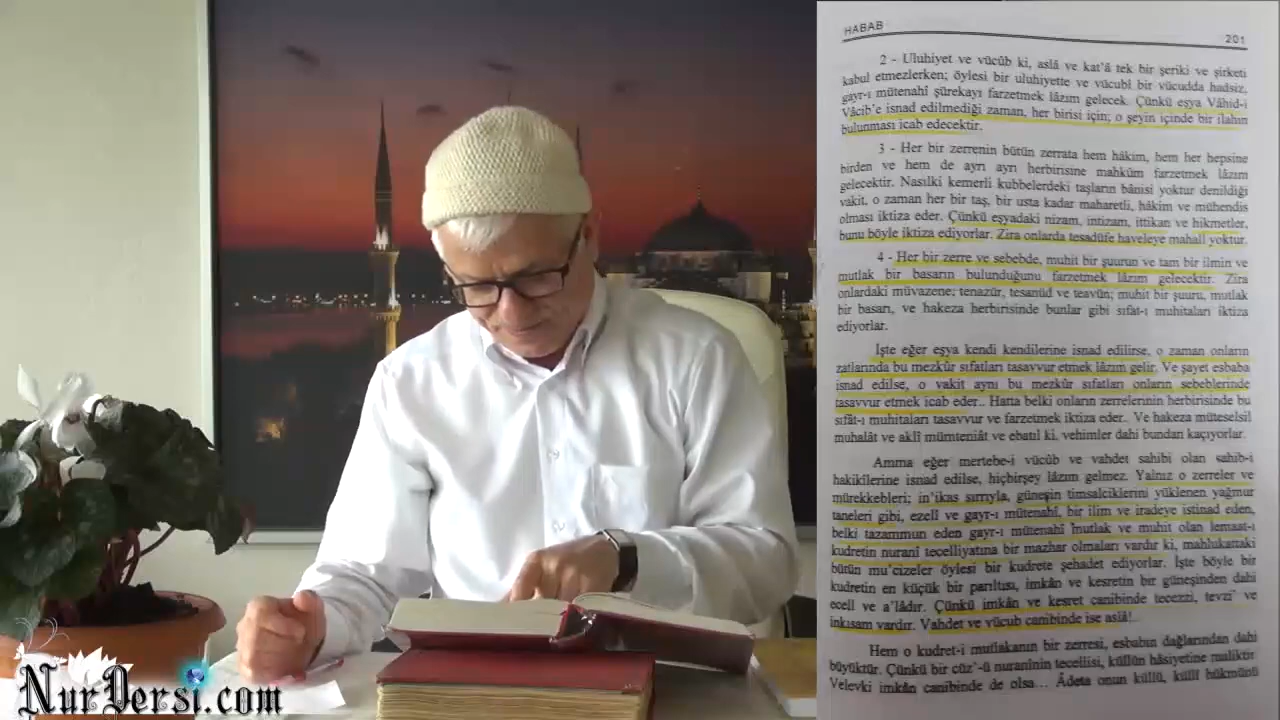 HABAB 201
2 - Uluhiyet ve vücûb ki, aslâ ve kat'â tek bir şeriki ve şirketi
kabul etmezlerken; öylesi bir uluhiyette ve vücubî bir vücudda hadsiz,
gayr-ı mütenahî şürekayı farzetmek lâzım gelecek. Çünkü eşya Vâhid-i
Vâcib'e isnad edilmediği zaman, her birisi için; o şeyin içinde bir ilahın
bulunması icab edecektir.
3 - Her bir zerrenin bütün zerrata hem hâkim, hem her hepsine
birden ve hem de ayrı ayrı herbirisine mahkûm farzetmek lâzım
gelecektir. Nasılki kemerli kubbelerdeki taşların bânisi yoktur denildiği
vakit, o zaman her bir taş, bir usta kadar maharetli, hâkim ve mühendis
olması iktiza eder. Çünkü eşyadaki nizam, intizam, ittikan ve hikmetler,
bunu böyle iktiza ediyorlar. Zira onlarda tesadüfe haveleye mahall yoktur.
4 - Her bir zerre ve sebebde, muhit bir şuurun ve tam bir ilmin ve
mutlak bir basarın bulunduğunu farzetmek lâzım gelecektir. Zira
onlardaki müvazene; tenazür, tesanüd ve teavün; muhit bir şuuru, mutlak
bir basarı, ve hakeza herbirisinde bunlar gibi sıfat-ı muhitaları iktiza
ediyorlar.
İşte eğer eşya kendi kendilerine isnad edilirse, o zaman onların
zatlarında bu mezkûr sıfatları tasavvur etmek lâzım gelir. Ve şayet esbaba
isnad edilse, o vakit aynı bu mezkûr sıfatları onların sebeblerinde
tasavvur etmek icab eder.. Hatta belki onların zerrelerinin herbirisinde bu
sıfât-ı muhitaları tasavvur ve farzetmek iktiza eder.. Ve hakeza müteselsil
muhalât ve aklî mümteniât ve ebatıl ki, vehimler dahi bundan kaçıyorlar.
Amma eğer mertebe-i vücûb ve vahdet sahibi olan sahib-i
hakikîlerine isnad edilse, hiçbirşey lâzım gelmez. Yalnız o zerreler ve
mürekkebleri; in'ikas sırrıyla, güneşin timsalciklerini yüklenen yağmur
taneleri gibi, ezelî ve gayr-ı mütenahî, bir ilim ve iradeye istinad eden,
belki tazammun eden gayr-ı mütenahî mutlak ve muhit olan lemaat-ı
kudretin nuranî tecelliyatına bir mazhar olmaları vardır ki, mahlukattaki
bütün mu'cizeler öylesi bir kudrete şehadet ediyorlar. İşte böyle bir
kudretin en küçük bir parıltısı, imkân ve kesretin bir güneşinden dahi
ecell ve a'lâdır. Çünkü imkân ve kesret canibinde tecezzi, tevzi' ve
inkısam vardır. Vahdet ve vücub canibinde ise aslâ!..
Hem o kudret-i mutlakanın bir zerresi, esbabın dağlarından dahi
büyüktür. Çünkü bir cüz'-ü nuranînin tecellisi, küllün hâsiyetine maliktir.
Velevki imkân canibinde de olsa... Âdeta onun küllü, küllî hükmünü
NurDersi.com